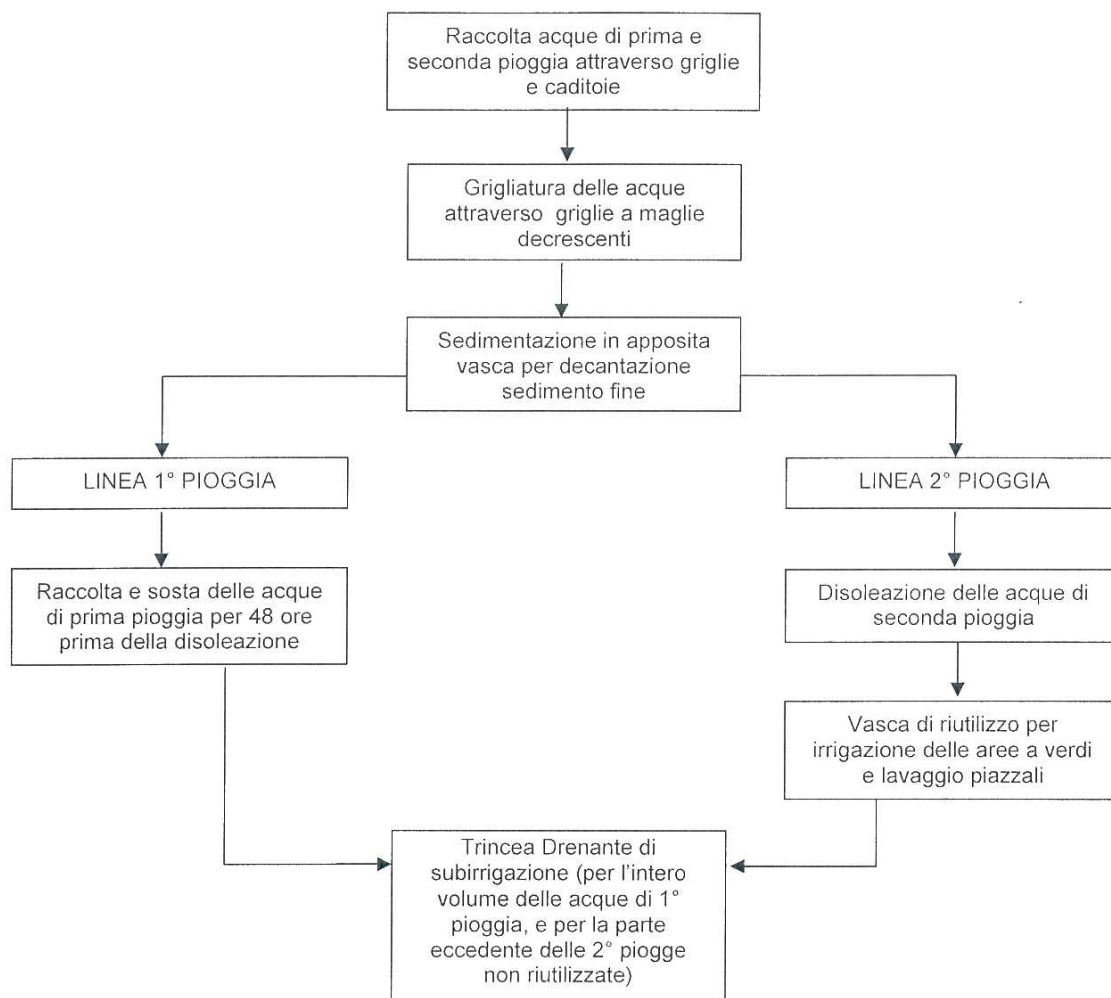 Raccolta acque di prima e
seconda pioggia attraverso griglie
e caditoie
Grigliatura delle acque
attraverso griglie a maglie
decrescenti
Sedimentazione in apposita
vasca per decantazione
sedimento fine
LINEA 1° PIOGGIA
LINEA 2° PIOGGIA
Raccolta e sosta delle acque
di prima pioggia per 48 ore
prima della disoleazione
Disoleazione delle acque di
seconda pioggia
Vasca di riutilizzo per
irrigazione delle aree a verdi
e lavaggio piazzali
Trincea Drenante di
subirrigazione (per l'intero
volume delle acque di 1°
pioggia, e per la parte
eccedente delle 2° piogge
non riutilizzate)